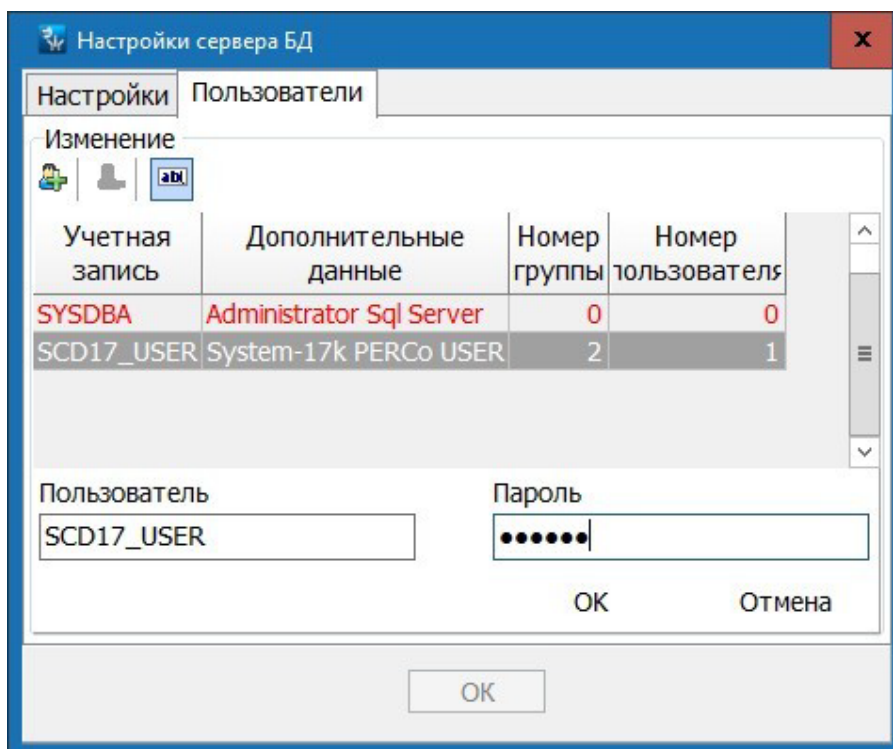 Настройки сервера БД
x
Настройки Пользователи
Изменение
ab
Учетная запись Дополнительные данные Номер группы Номер пользователя
SYSDBA Administrator Sql Server 0 0
SCD17_USER System-17k PERCo USER 2 1
Пользователь Пароль
SCD17_USER ••••••
OK Отмена
OK